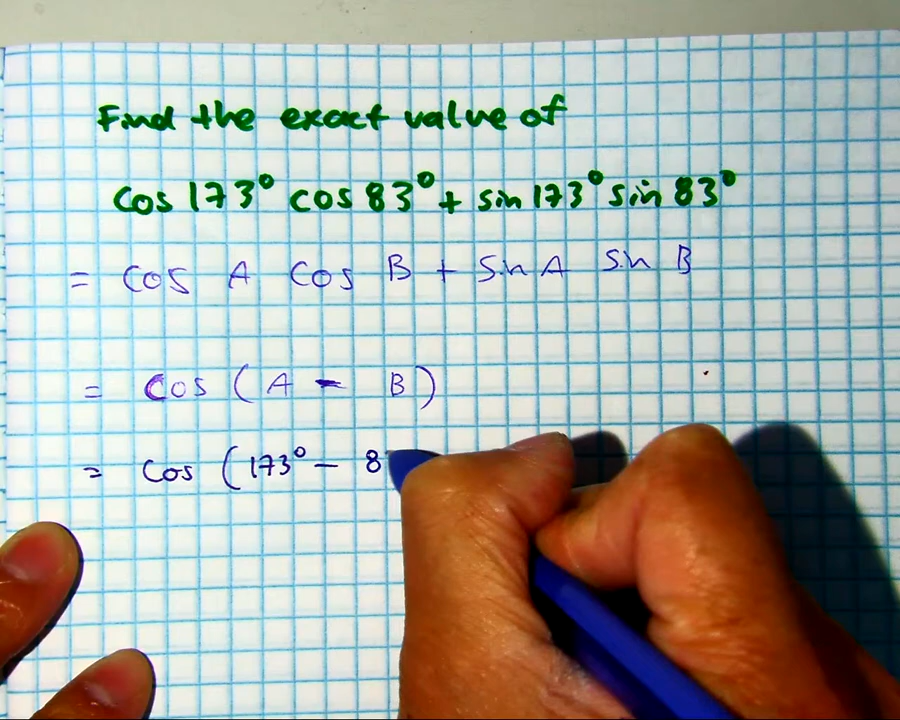 Find the exact value of
cos 173° cos 83° + sin 173° sin 83°
= cos A cos B + sin A sin B
= cos ( A - B )
= cos ( 173° - 8